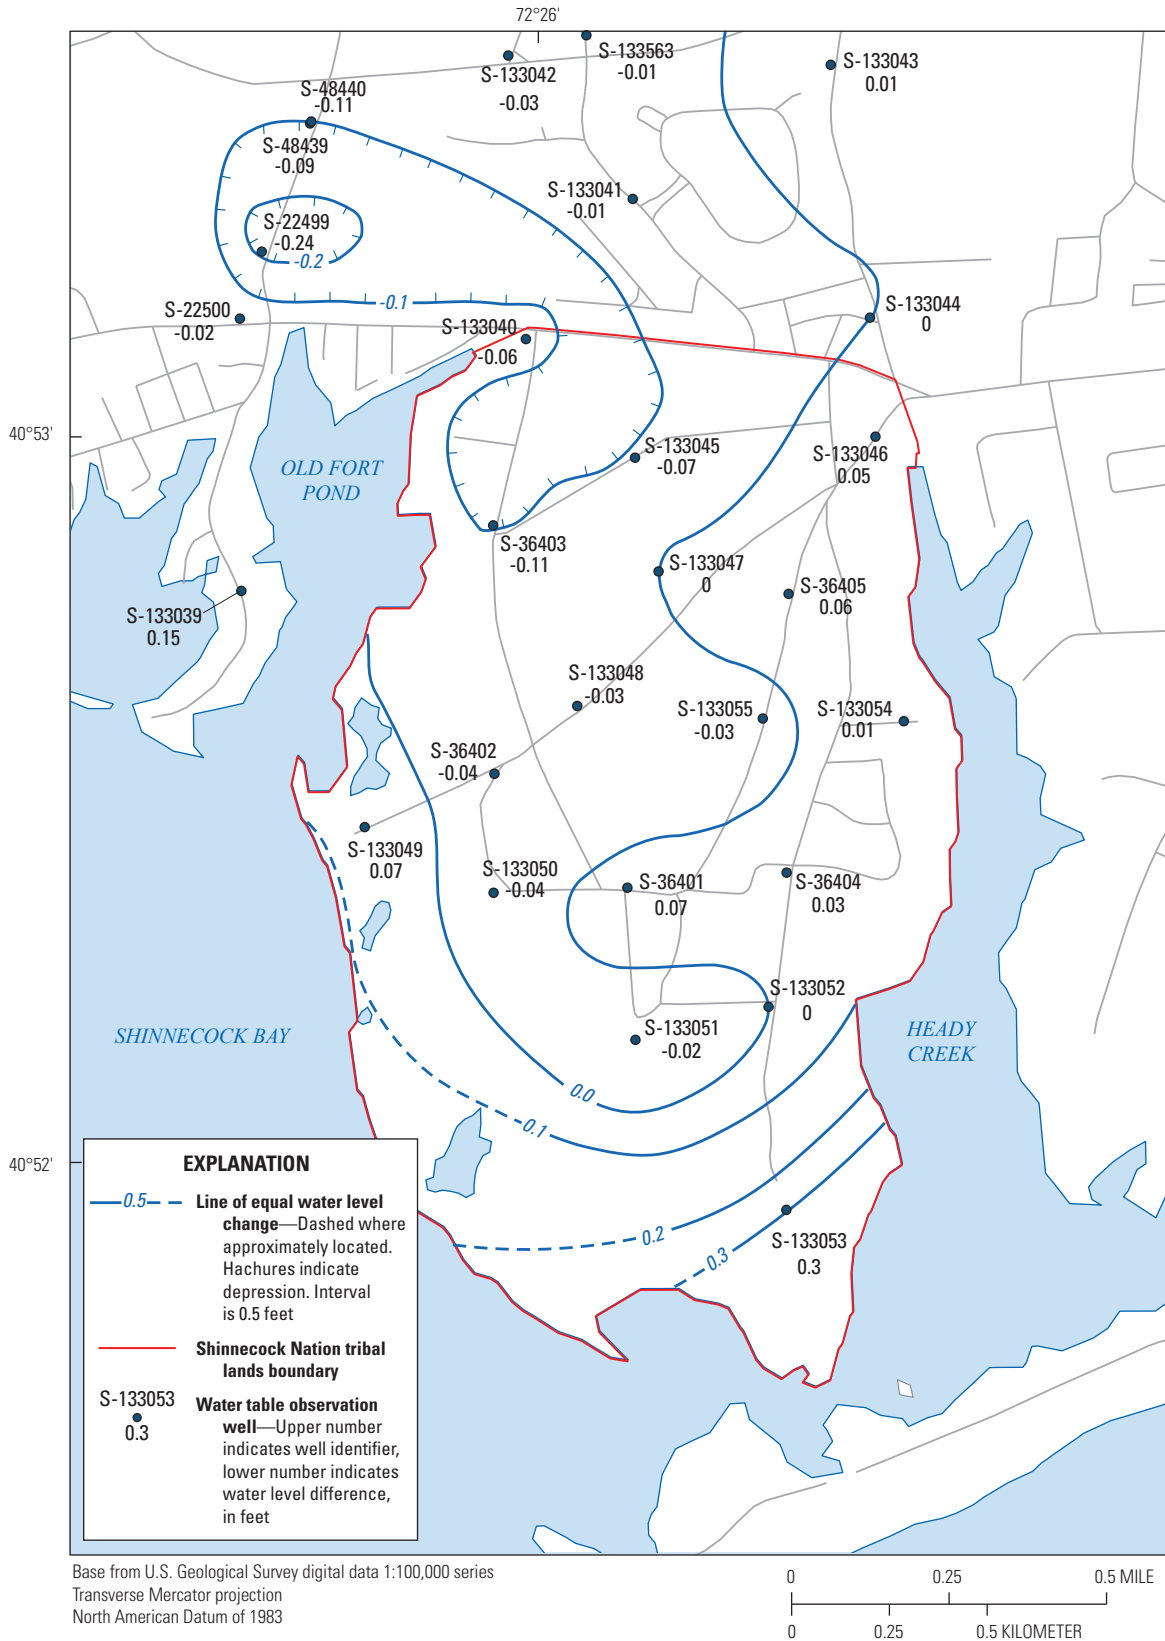 72°26'
S-133563
-0.01
S-133042
-0.03
S-133043
0.01
S-48440
-0.11
S-48439
-0.09
S-133041
-0.01
S-22499
-0.24
-0.2
-0.1
S-22500
-0.02
S-133044
0
S-133040
-0.06
40°53'
S-133045
-0.07
S-133046
0.05
OLD FORT
POND
S-36403
-0.11
S-133047
0
S-36405
0.06
S-133039
0.15
S-133048
-0.03
S-133055
-0.03
S-133054
0.01
S-36402
-0.04
S-133049
0.07
S-133050
-0.04
S-36401
0.07
S-36404
0.03
S-133052
0
S-133051
-0.02
SHINNECOCK BAY
HEADY
CREEK
0.0
0.1
0.2
0.3
S-133053
0.3
40°52'
EXPLANATION
0.5
Line of equal water level
change—Dashed where
approximately located.
Hachures indicate
depression. Interval
is 0.5 feet
Shinnecock Nation tribal
lands boundary
S-133053
0.3
Water table observation
well—Upper number
indicates well identifier,
lower number indicates
water level difference,
in feet
Base from U.S. Geological Survey digital data 1:100,000 series
Transverse Mercator projection
North American Datum of 1983
0 0.25 0.5 MILE
0 0.25 0.5 KILOMETER